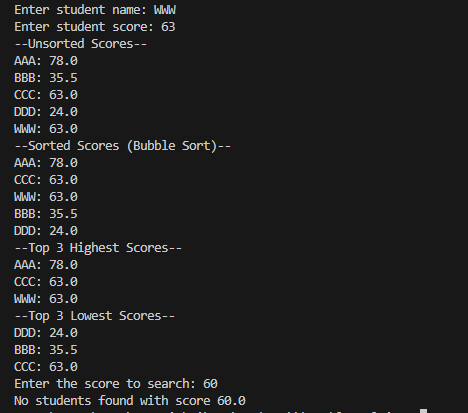 Enter student name: WWW
Enter student score: 63
--Unsorted Scores--
AAA: 78.0
BBB: 35.5
CCC: 63.0
DDD: 24.0
WWW: 63.0
--Sorted Scores (Bubble Sort)--
AAA: 78.0
CCC: 63.0
WWW: 63.0
BBB: 35.5
DDD: 24.0
--Top 3 Highest Scores--
AAA: 78.0
CCC: 63.0
WWW: 63.0
--Top 3 Lowest Scores--
DDD: 24.0
BBB: 35.5
CCC: 63.0
Enter the score to search: 60
No students found with score 60.0